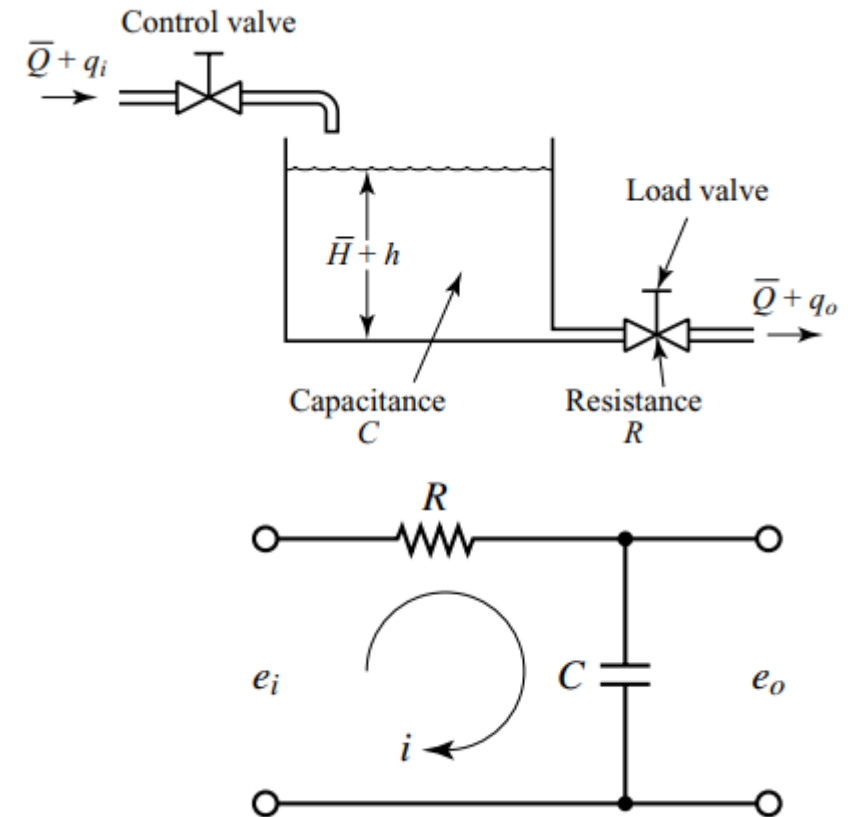 Control valve
Q̅ + qᵢ
Load valve
H̅ + h
Q̅ + qₒ
Capacitance
C
Resistance
R
R
eᵢ
C
eₒ
i